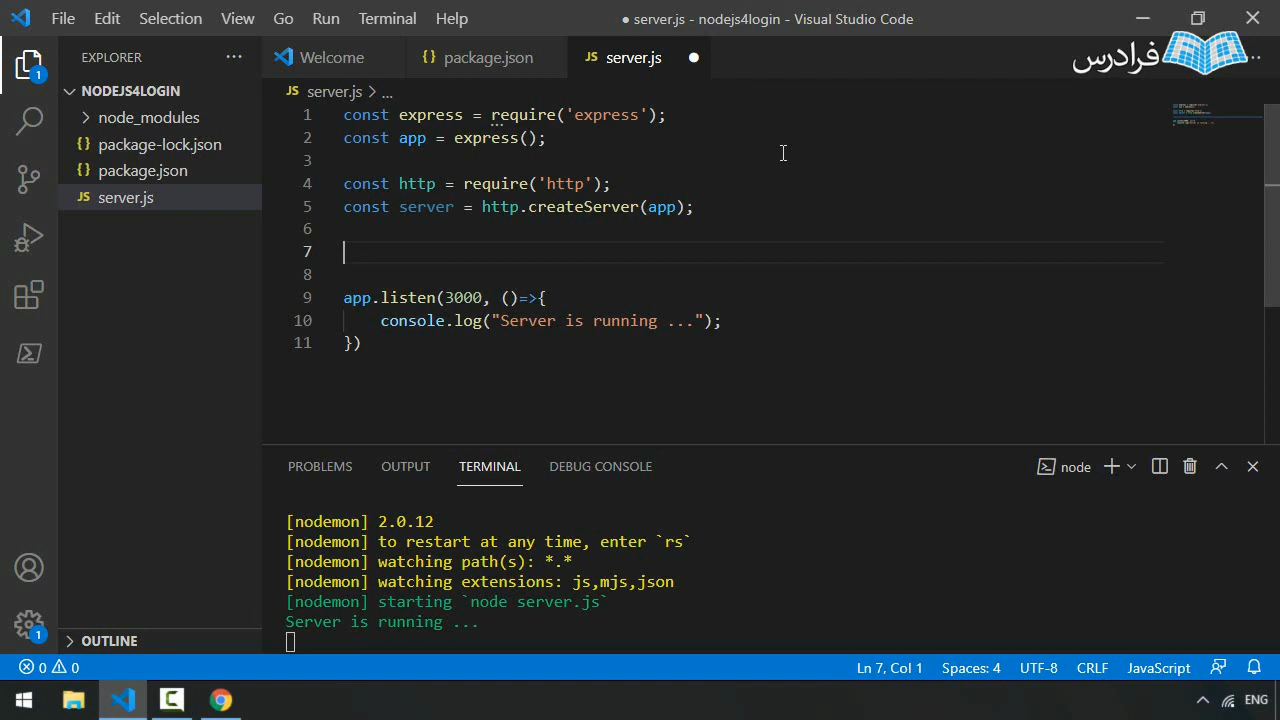 File Edit Selection View Go Run Terminal Help ● server.js - nodejs4login - Visual Studio Code
EXPLORER ...
Welcome {} package.json JS server.js ●
فرادرس
NODEJS4LOGIN
node_modules
{} package-lock.json
{} package.json
JS server.js
JS server.js > ...
1 const express = require('express');
2 const app = express();
3
4 const http = require('http');
5 const server = http.createServer(app);
6
7
8
9 app.listen(3000, ()=>{
10 console.log("Server is running ...");
11 })
PROBLEMS OUTPUT TERMINAL DEBUG CONSOLE node
[nodemon] 2.0.12
[nodemon] to restart at any time, enter `rs`
[nodemon] watching path(s): *.*
[nodemon] watching extensions: js,mjs,json
[nodemon] starting `node server.js`
Server is running ...
1
1
OUTLINE
0 0 Ln 7, Col 1 Spaces: 4 UTF-8 CRLF JavaScript
ENG